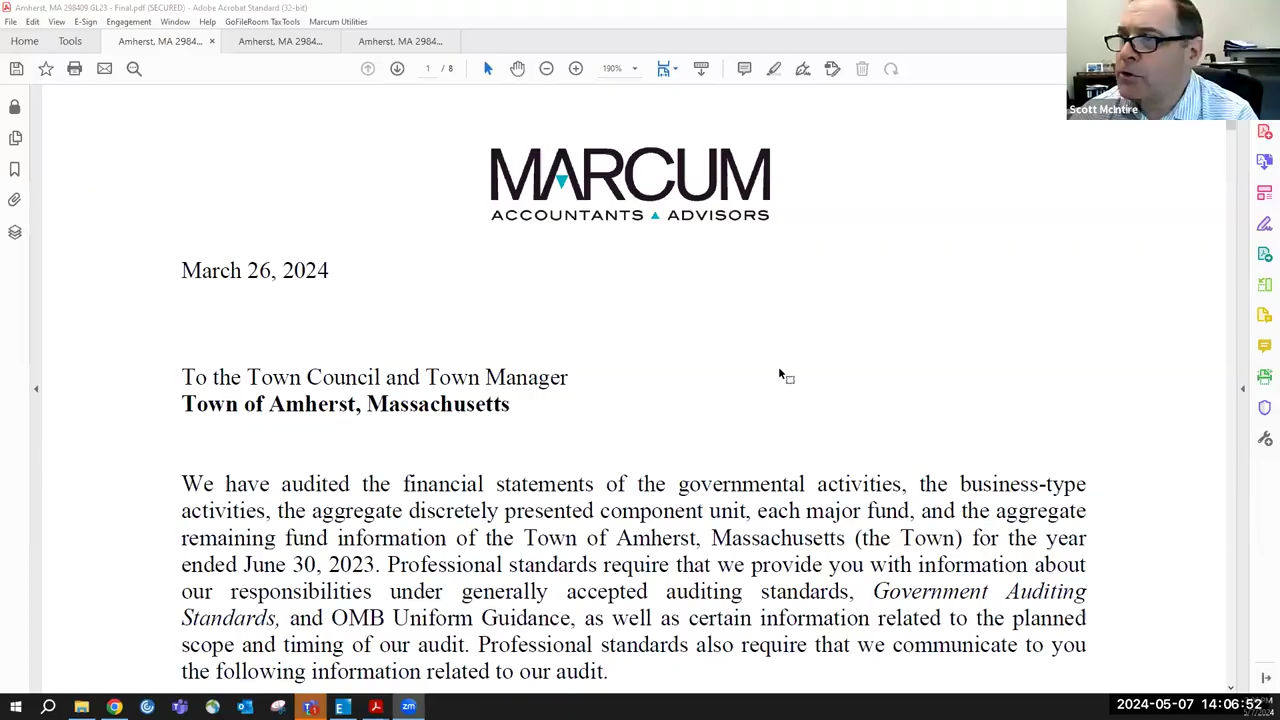 Amherst, MA 298409 GL23 - Final.pdf (SECURED) - Adobe Acrobat Standard (32-bit)
File Edit View E-Sign Engagement Window Help GoFileRoom TaxTools Marcum Utilities
Home Tools Amherst, MA 2984... × Amherst, MA 2984... Amherst, MA 2984...
/ 8 190%
Scott McIntire
MARCUM
ACCOUNTANTS ADVISORS
March 26, 2024
To the Town Council and Town Manager
Town of Amherst, Massachusetts
We have audited the financial statements of the governmental activities, the business-type
activities, the aggregate discretely presented component unit, each major fund, and the aggregate
remaining fund information of the Town of Amherst, Massachusetts (the Town) for the year
ended June 30, 2023. Professional standards require that we provide you with information about
our responsibilities under generally accepted auditing standards, Government Auditing
Standards, and OMB Uniform Guidance, as well as certain information related to the planned
scope and timing of our audit. Professional standards also require that we communicate to you
the following information related to our audit.
zm
2024-05-07 14:06:52